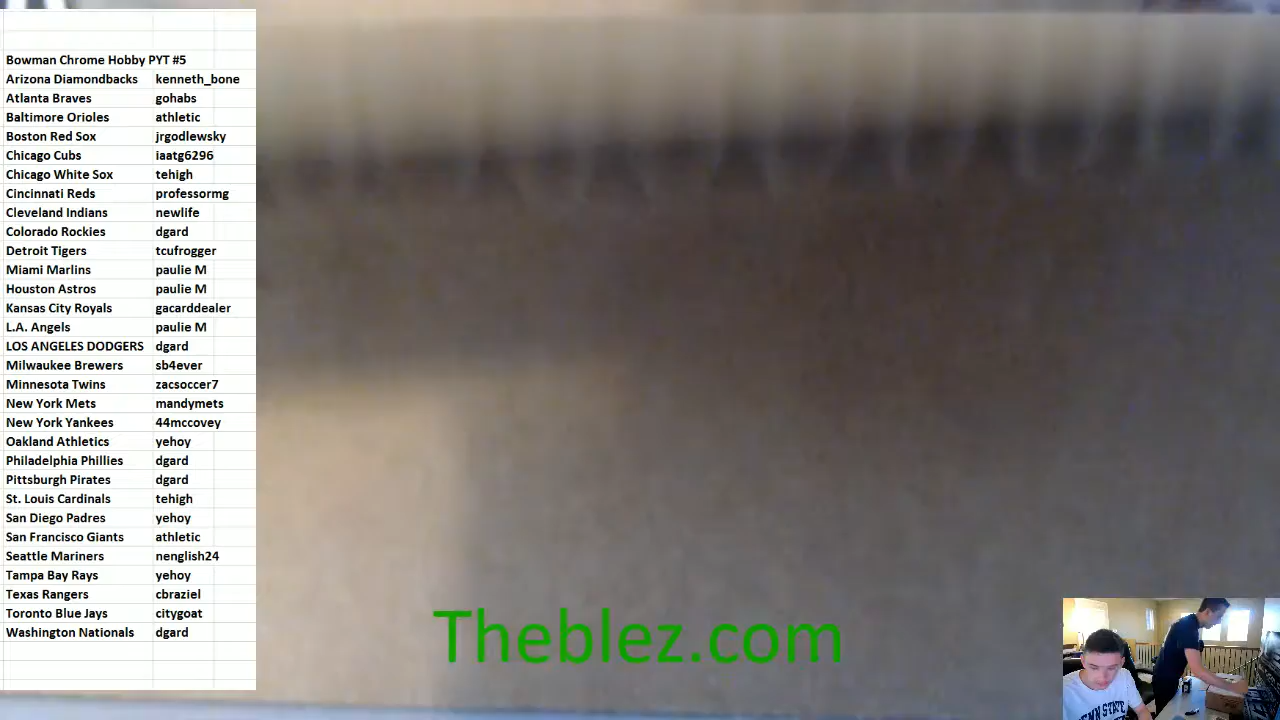 Bowman Chrome Hobby PYT #5
Arizona Diamondbacks kenneth_bone
Atlanta Braves gohabs
Baltimore Orioles athletic
Boston Red Sox jrgodlewsky
Chicago Cubs iaatg6296
Chicago White Sox tehigh
Cincinnati Reds professormg
Cleveland Indians newlife
Colorado Rockies dgard
Detroit Tigers tcufrogger
Miami Marlins paulie M
Houston Astros paulie M
Kansas City Royals gacarddealer
L.A. Angels paulie M
LOS ANGELES DODGERS dgard
Milwaukee Brewers sb4ever
Minnesota Twins zacsoccer7
New York Mets mandymets
New York Yankees 44mccovey
Oakland Athletics yehoy
Philadelphia Phillies dgard
Pittsburgh Pirates dgard
St. Louis Cardinals tehigh
San Diego Padres yehoy
San Francisco Giants athletic
Seattle Mariners nenglish24
Tampa Bay Rays yehoy
Texas Rangers cbraziel
Toronto Blue Jays citygoat
Washington Nationals dgard
Theblez.com
PENN STATE